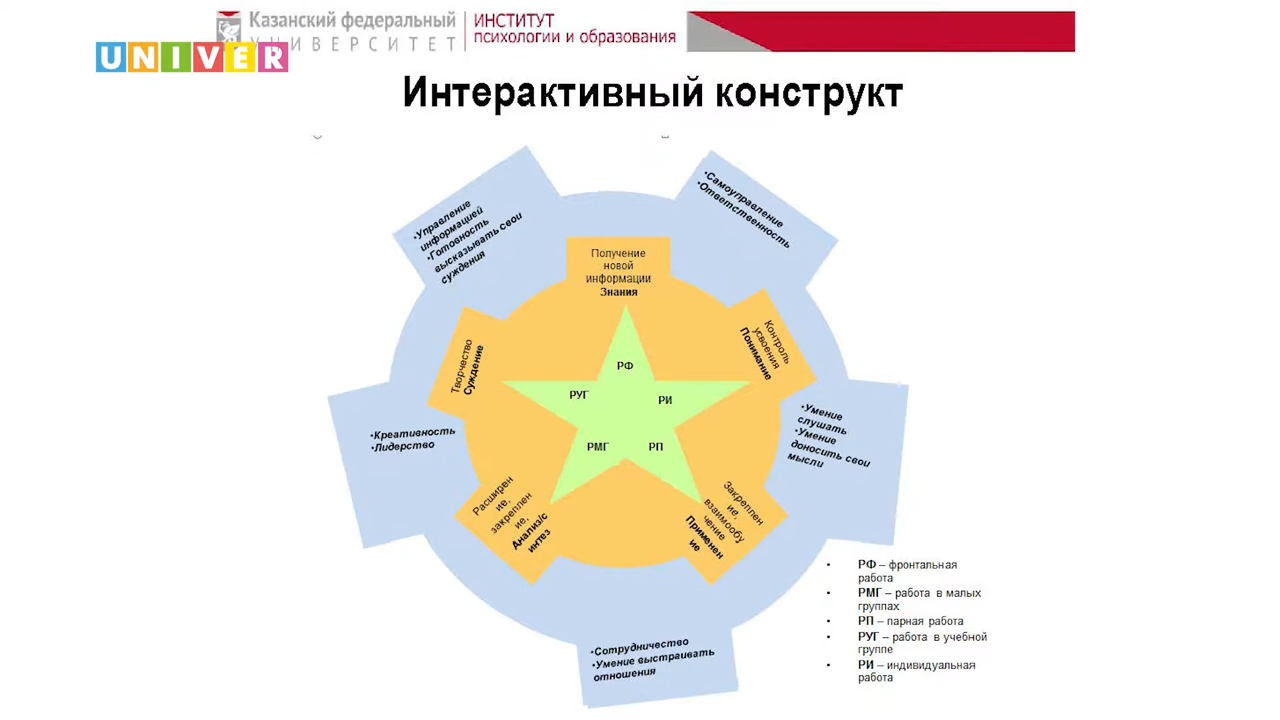 Казанский федеральный
УНИВЕРСИТЕТ
ИНСТИТУТ
психологии и образования
UNIVER
Интерактивный конструкт
•Управление
информацией
•Готовность
высказывать свои
суждения
•Самоуправление
•Ответственность
Получение
новой
информации
Знания
Творчество
Суждение
Контроль
усвоения
Понимание
РФ
РУГ
РИ
РМГ
РП
•Креативность
•Лидерство
•Умение
слушать
•Умение
доносить свои
мысли
Расширен
ие,
закреплен
ие,
Анализ/с
интез
Закреплен
ие,
взаимообу
чение
Применен
ие
•Сотрудничество
•Умение выстраивать
отношения
• РФ – фронтальная
работа
• РМГ – работа в малых
группах
• РП – парная работа
• РУГ – работа в учебной
группе
• РИ – индивидуальная
работа